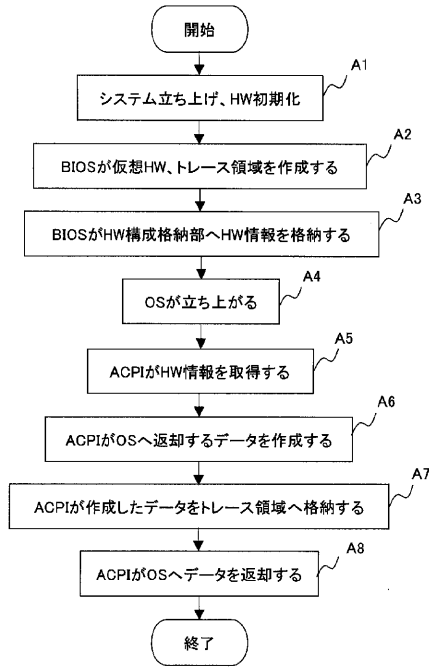 開始
A1
システム立ち上げ、HW初期化
A2
BIOSが仮想HW、トレース領域を作成する
A3
BIOSがHW構成格納部へHW情報を格納する
A4
OSが立ち上がる
A5
ACPIがHW情報を取得する
A6
ACPIがOSへ返却するデータを作成する
A7
ACPIが作成したデータをトレース領域へ格納する
A8
ACPIがOSへデータを返却する
終了